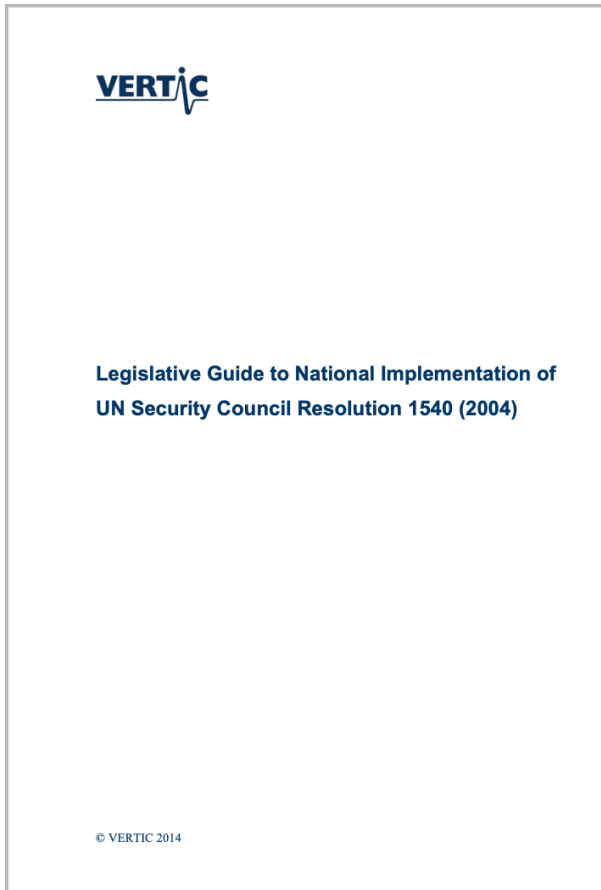 VERTIC
Legislative Guide to National Implementation of
UN Security Council Resolution 1540 (2004)
© VERTIC 2014